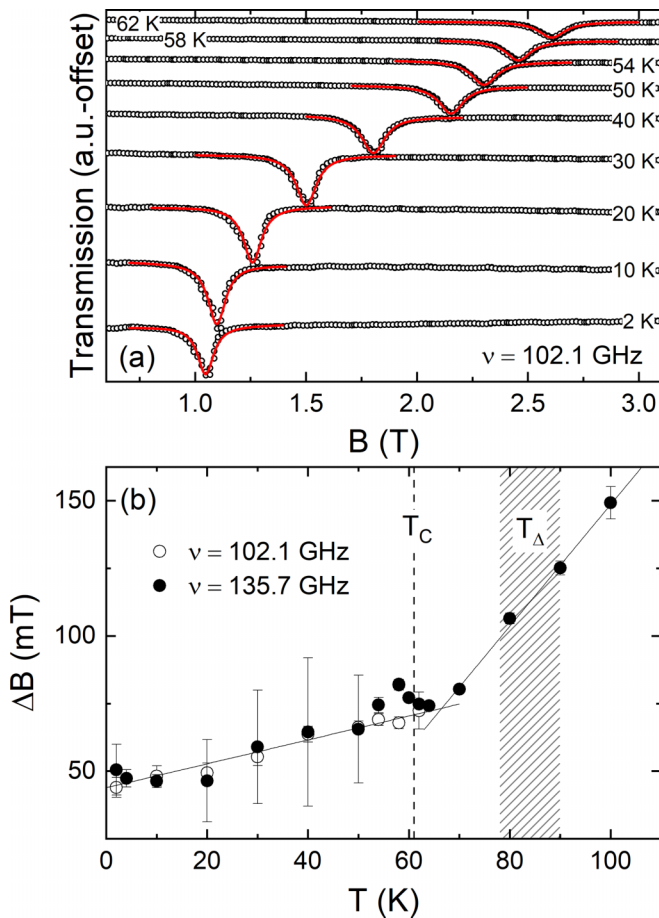 62 K
58 K
54 K
50 K
40 K
30 K
20 K
10 K
2 K
Transmission (a.u.-offset)
(a)
ν = 102.1 GHz
1.0 1.5 2.0 2.5 3.0
B (T)
(b)
T_C
T_Δ
ν = 102.1 GHz
ν = 135.7 GHz
150
100
50
ΔB (mT)
0 20 40 60 80 100
T (K)